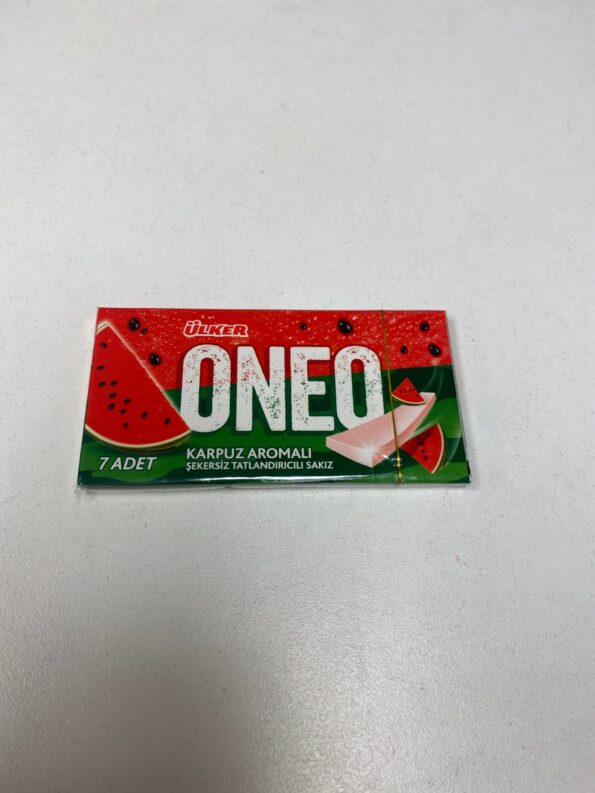 ÜLKER
ONEO
KARPUZ AROMALI
ŞEKERSİZ TATLANDIRICILI SAKIZ
7 ADET